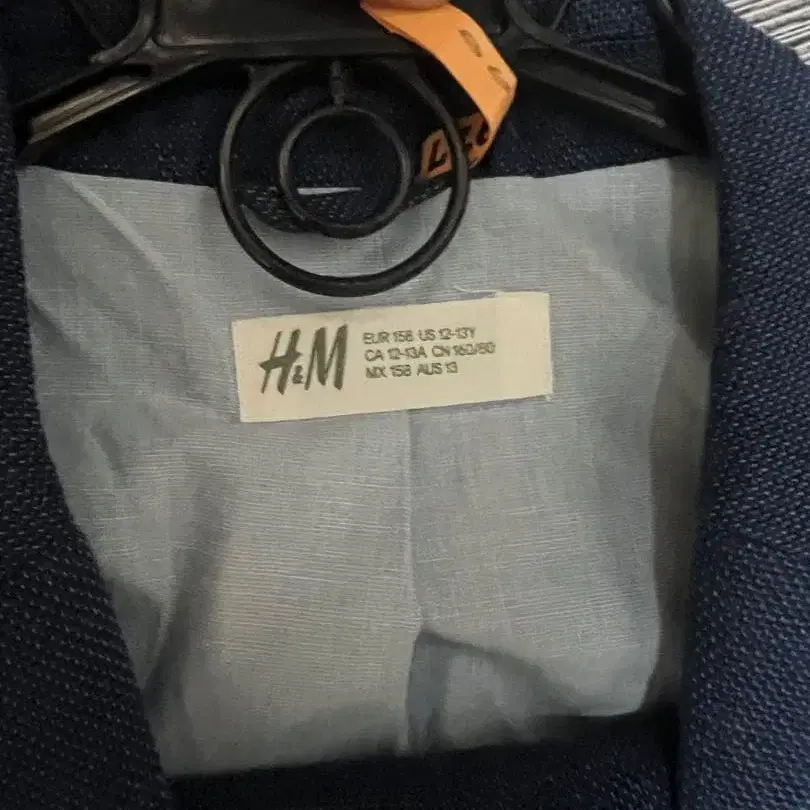 H&M
EUR 158 US 12-13Y
CA 12-13A CN 160/80
MX 158 AUS 13